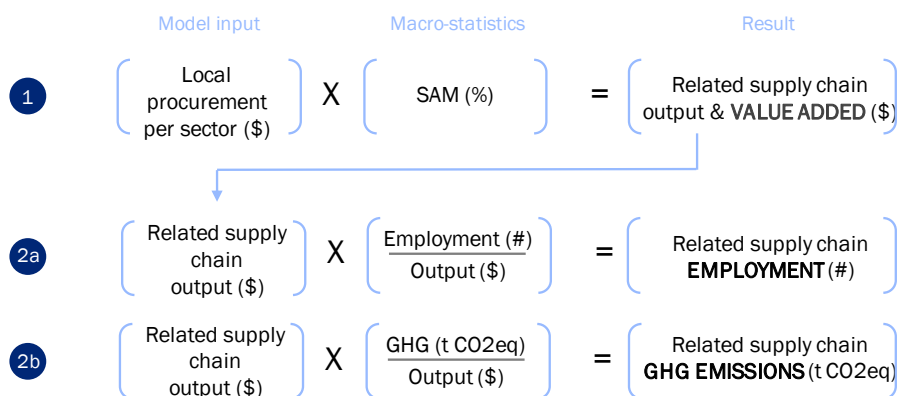 Model input Macro-statistics Result
1
Local
procurement
per sector ($)
X
SAM (%)
=
Related supply chain
output & VALUE ADDED ($)
2a
Related supply
chain
output ($)
X
Employment (#)
Output ($)
=
Related supply chain
EMPLOYMENT (#)
2b
Related supply
chain
output ($)
X
GHG (t CO2eq)
Output ($)
=
Related supply chain
GHG EMISSIONS (t CO2eq)